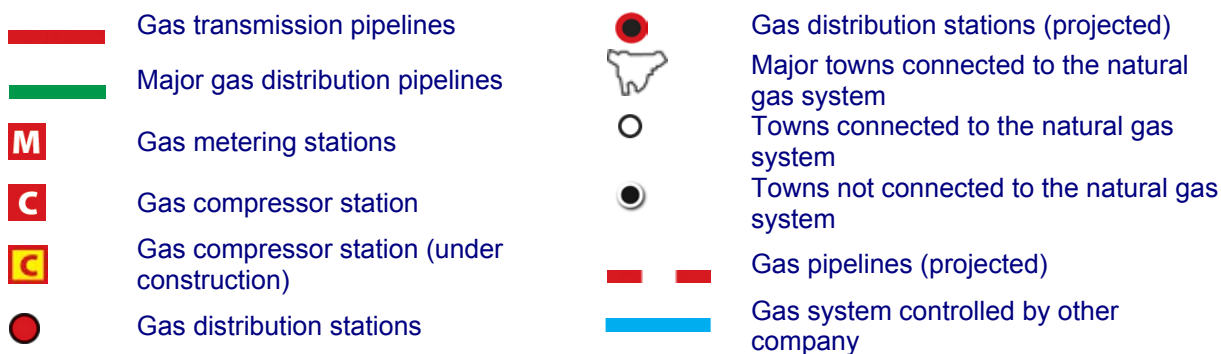 Gas transmission pipelines
Major gas distribution pipelines
M
Gas metering stations
C
Gas compressor station
C
Gas compressor station (under
construction)
Gas distribution stations
Gas distribution stations (projected)
Major towns connected to the natural
gas system
Towns connected to the natural gas
system
Towns not connected to the natural gas
system
Gas pipelines (projected)
Gas system controlled by other
company